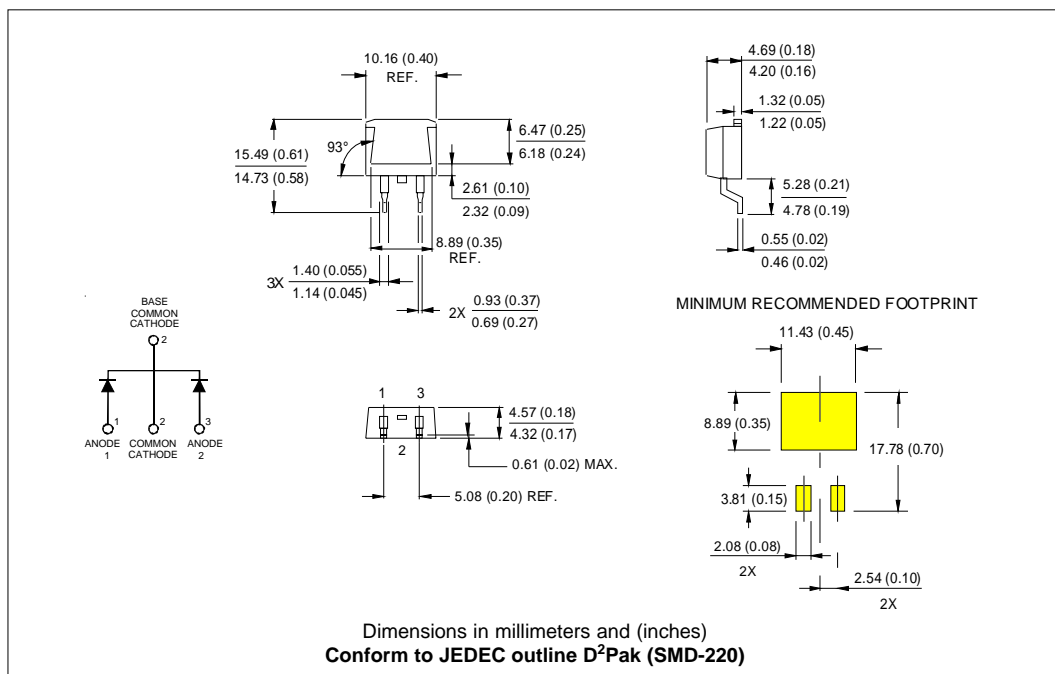 10.16 (0.40)
REF.
93°
15.49 (0.61)
14.73 (0.58)
6.47 (0.25)
6.18 (0.24)
2.61 (0.10)
2.32 (0.09)
8.89 (0.35)
REF.
3X
1.40 (0.055)
1.14 (0.045)
2X
0.93 (0.37)
0.69 (0.27)
4.69 (0.18)
4.20 (0.16)
1.32 (0.05)
1.22 (0.05)
5.28 (0.21)
4.78 (0.19)
0.55 (0.02)
0.46 (0.02)
BASE
COMMON
CATHODE
2
1
2
3
ANODE
1
COMMON
CATHODE
ANODE
2
1
3
2
4.57 (0.18)
4.32 (0.17)
0.61 (0.02) MAX.
5.08 (0.20) REF.
MINIMUM RECOMMENDED FOOTPRINT
11.43 (0.45)
8.89 (0.35)
17.78 (0.70)
3.81 (0.15)
2.08 (0.08)
2X
2.54 (0.10)
2X
Dimensions in millimeters and (inches)
Conform to JEDEC outline D²Pak (SMD-220)